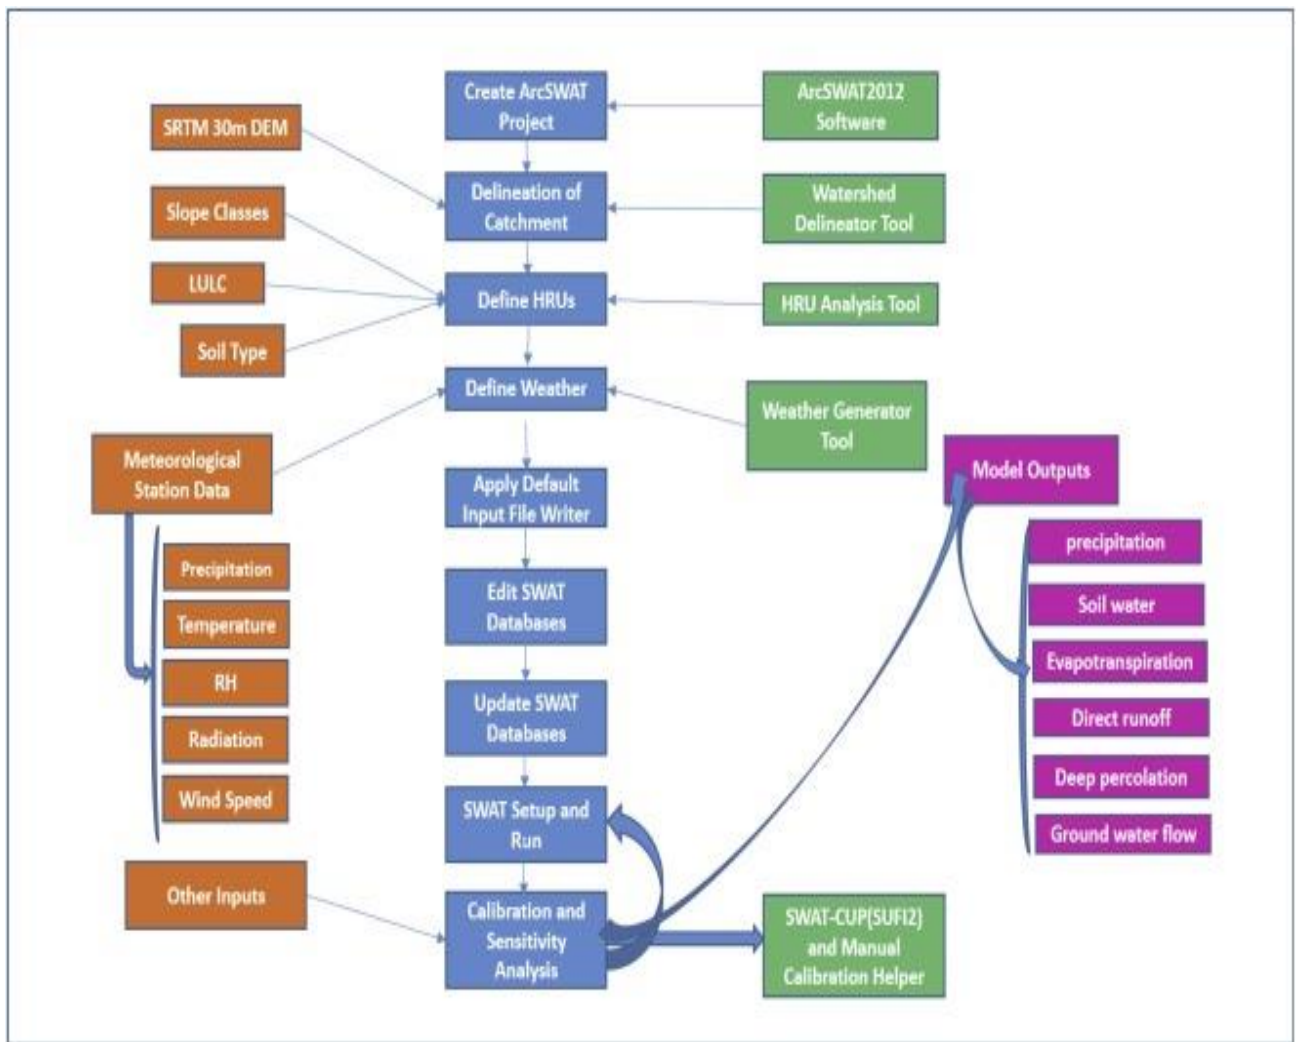 Create ArcSWAT
Project
ArcSWAT2012
Software
SRTM 30m DEM
Delineation of
Catchment
Watershed
Delineator Tool
Slope Classes
LULC
Define HRUs
HRU Analysis Tool
Soil Type
Define Weather
Weather Generator
Tool
Meteorological
Station Data
Model Outputs
Apply Default
Input File Writer
Precipitation
Temperature
RH
Radiation
Wind Speed
precipitation
Soil water
Evapotranspiration
Direct runoff
Deep percolation
Ground water flow
Edit SWAT
Databases
Update SWAT
Databases
SWAT Setup and
Run
Other Inputs
Calibration and
Sensitivity
Analysis
SWAT-CUP(SUFI2)
and Manual
Calibration Helper